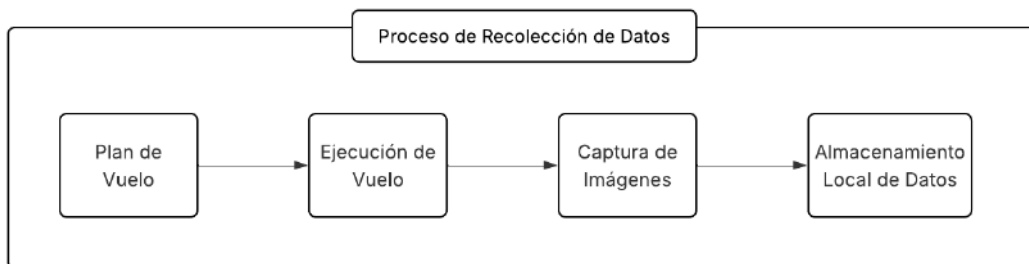 Proceso de Recolección de Datos
Plan de
Vuelo
Ejecución de
Vuelo
Captura de
Imágenes
Almacenamiento
Local de Datos